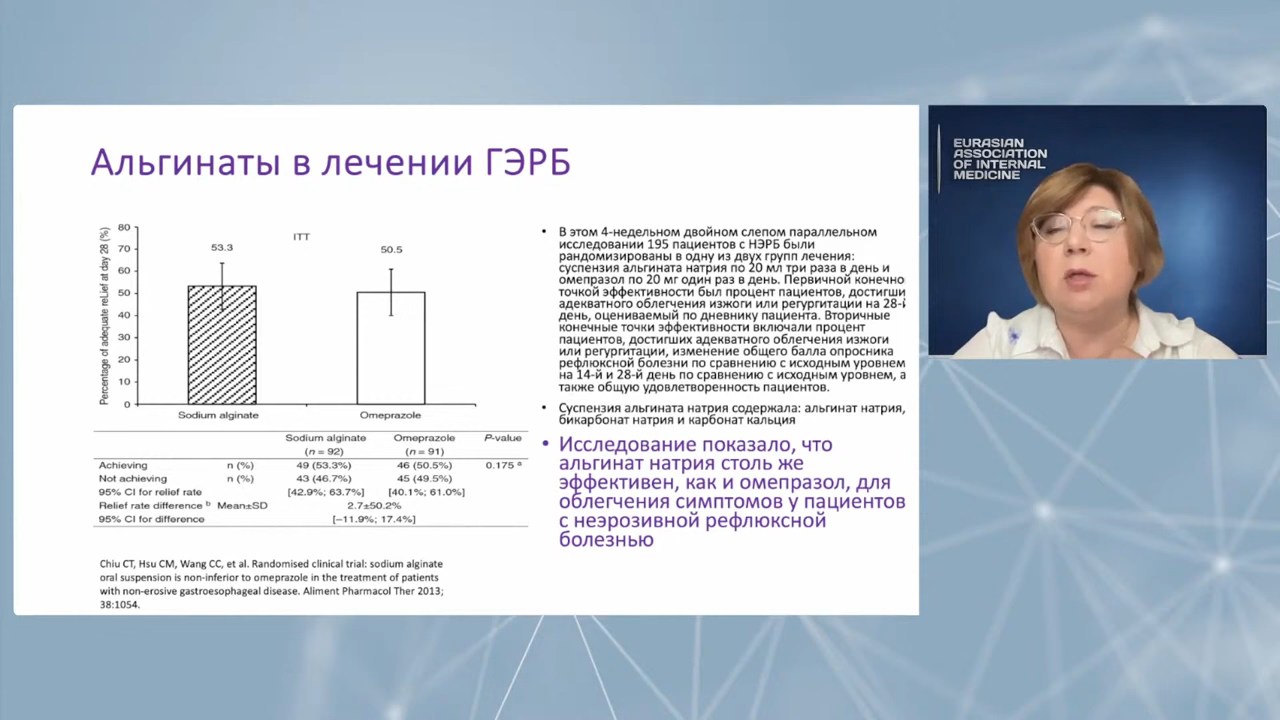 Альгинаты в лечении ГЭРБ
Percentage of adequate relief at day 28 (%)
80
70
60
50
40
30
20
10
0
ITT
53.3
50.5
Sodium alginate
Omeprazole
Sodium alginate Omeprazole P-value
(n = 92) (n = 91)
Achieving n (%) 49 (53.3%) 46 (50.5%) 0.175 a
Not achieving n (%) 43 (46.7%) 45 (49.5%)
95% CI for relief rate [42.9%; 63.7%] [40.1%; 61.0%]
Relief rate difference b Mean±SD 2.7±50.2%
95% CI for difference [−11.9%; 17.4%]
Chiu CT, Hsu CM, Wang CC, et al. Randomised clinical trial: sodium alginate
oral suspension is non-inferior to omeprazole in the treatment of patients
with non-erosive gastroesophageal disease. Aliment Pharmacol Ther 2013;
38:1054.
• В этом 4-недельном двойном слепом параллельном
исследовании 195 пациентов с НЭРБ были
рандомизированы в одну из двух групп лечения:
суспензия альгината натрия по 20 мл три раза в день и
омепразол по 20 мг один раз в день. Первичной конечно
точкой эффективности был процент пациентов, достигши
адекватного облегчения изжоги или регургитации на 28-
день, оцениваемый по дневнику пациента. Вторичные
конечные точки эффективности включали процент
пациентов, достигших адекватного облегчения изжоги
или регургитации, изменение общего балла опросника
рефлюксной болезни по сравнению с исходным уровнем
на 14-й и 28-й день по сравнению с исходным уровнем, а
также общую удовлетворенность пациентов.
• Суспензия альгината натрия содержала: альгинат натрия,
бикарбонат натрия и карбонат кальция
• Исследование показало, что
альгинат натрия столь же
эффективен, как и омепразол, для
облегчения симптомов у пациентов
с неэрозивной рефлюксной
болезнью
EURASIAN
ASSOCIATION
OF INTERNAL
MEDICINE